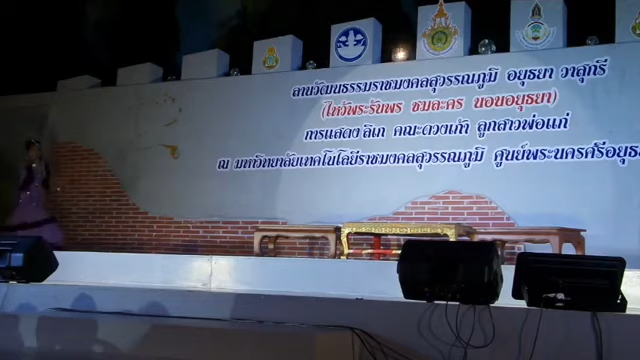 ลานวัฒนธรรมราชมงคลสุวรรณภูมิ อยุธยา วาสุกรี
(ไหว้พระรับพร ชมละคร นอนอยุธยา)
การแสดง ลิเก คณะดวงแก้ว ลูกสาวพ่อแก่
ณ มหาวิทยาลัยเทคโนโลยีราชมงคลสุวรรณภูมิ ศูนย์พระนครศรีอยุธย